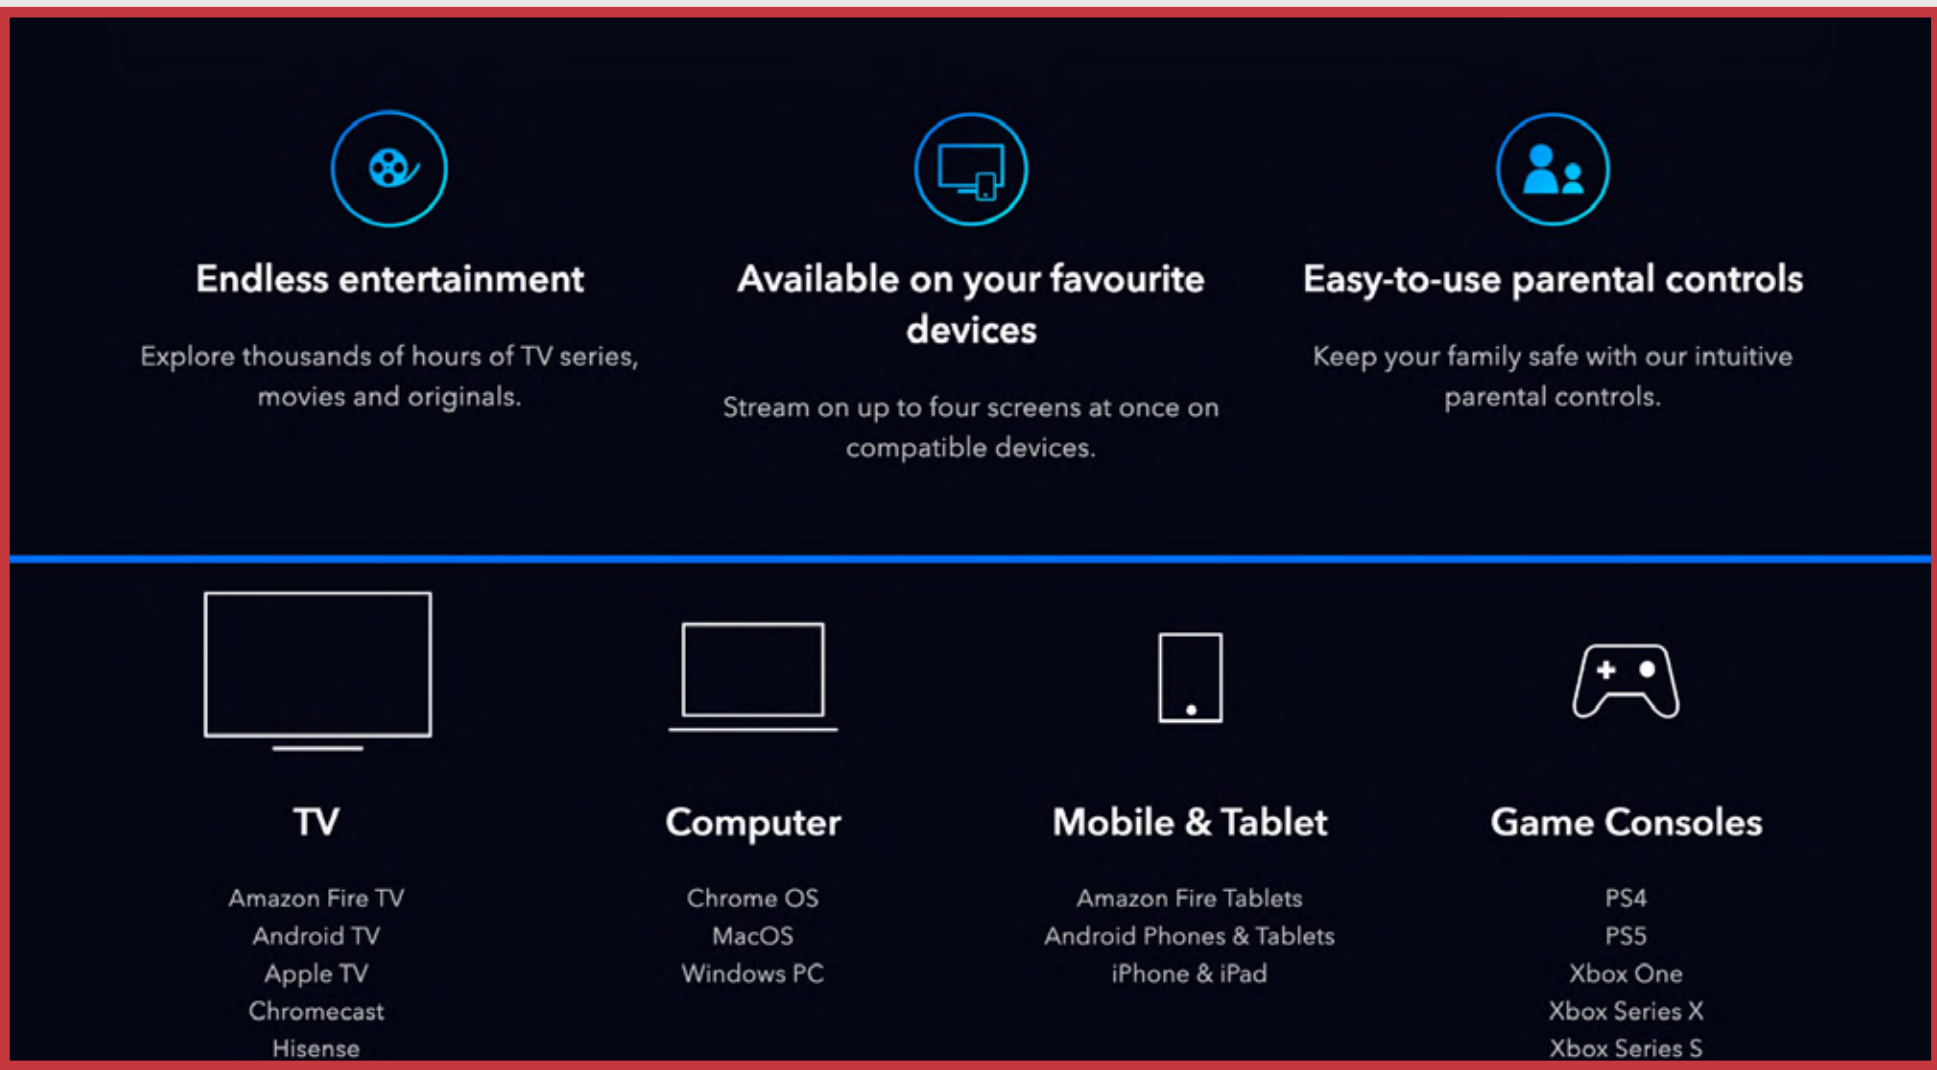 Endless entertainment
Explore thousands of hours of TV series,
movies and originals.
Available on your favourite
devices
Stream on up to four screens at once on
compatible devices.
Easy-to-use parental controls
Keep your family safe with our intuitive
parental controls.
TV
Amazon Fire TV
Android TV
Apple TV
Chromecast
Hisense
Computer
Chrome OS
MacOS
Windows PC
Mobile & Tablet
Amazon Fire Tablets
Android Phones & Tablets
iPhone & iPad
Game Consoles
PS4
PS5
Xbox One
Xbox Series X
Xbox Series S